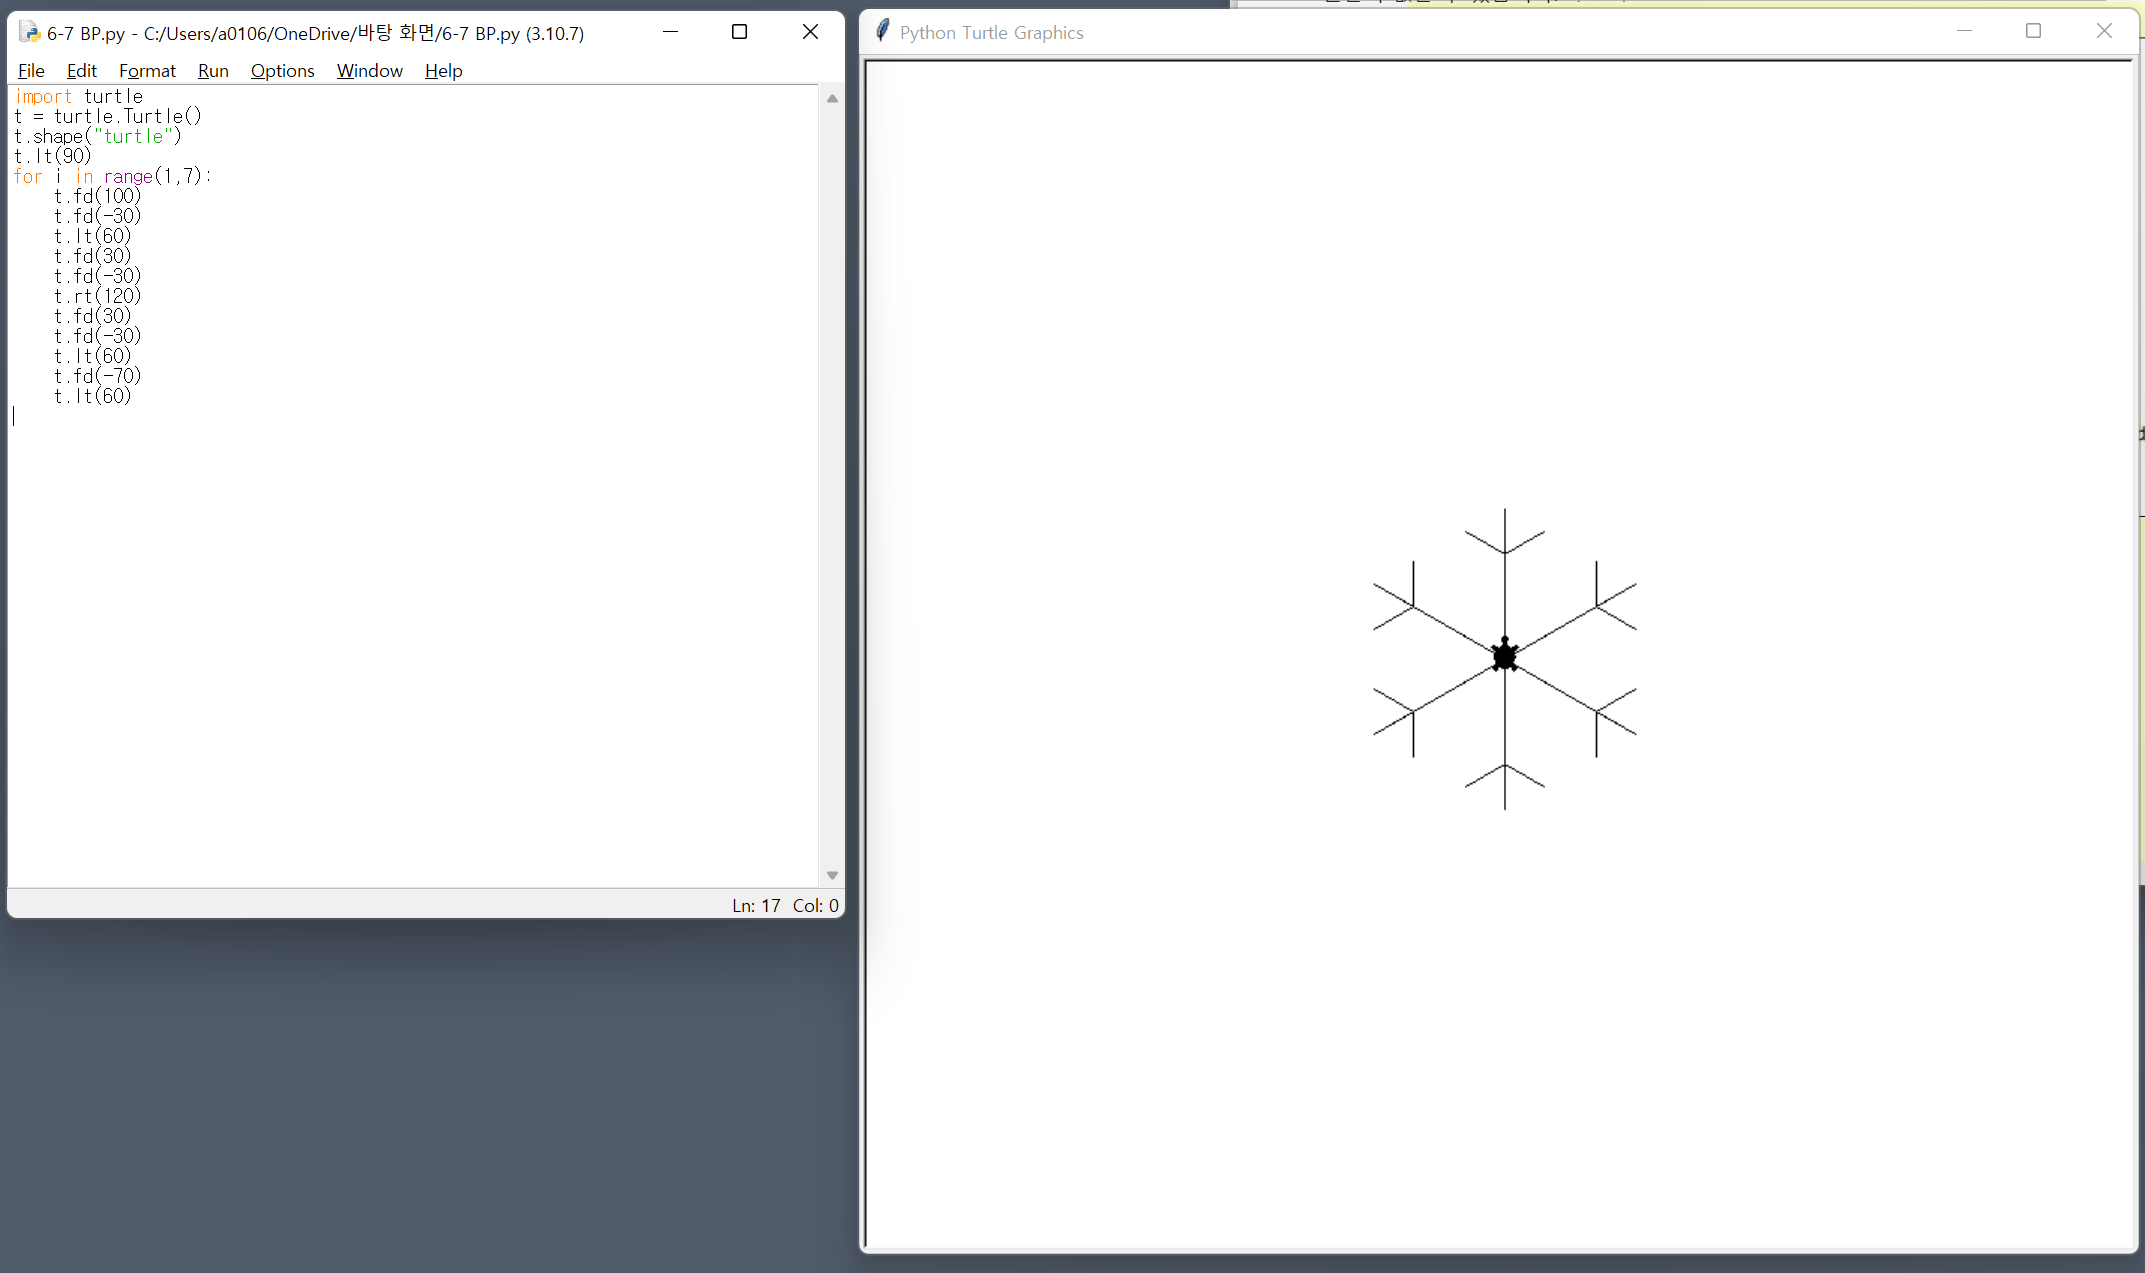 6-7 BP.py - C:/Users/a0106/OneDrive/바탕 화면/6-7 BP.py (3.10.7)
File Edit Format Run Options Window Help
import turtle
t = turtle.Turtle()
t.shape("turtle")
t.lt(90)
for i in range(1,7):
    t.fd(100)
    t.fd(-30)
    t.lt(60)
    t.fd(30)
    t.fd(-30)
    t.rt(120)
    t.fd(30)
    t.fd(-30)
    t.lt(60)
    t.fd(-70)
    t.lt(60)
Ln: 17 Col: 0
Python Turtle Graphics